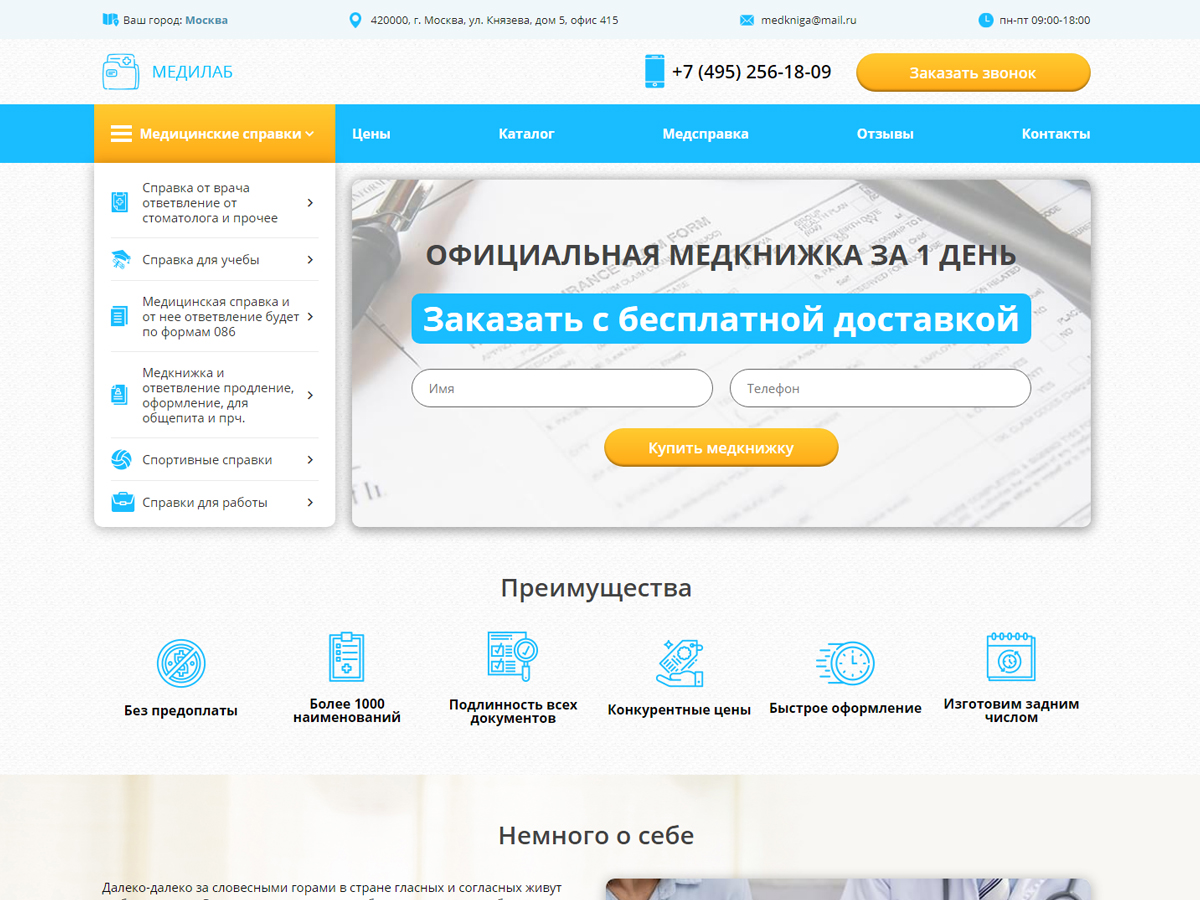 Ваш город: Москва
420000, г. Москва, ул. Князева, дом 5, офис 415
medkniga@mail.ru
пн-пт 09:00-18:00
МЕДИЛАБ
+7 (495) 256-18-09
Заказать звонок
Медицинские справки
Цены
Каталог
Медсправка
Отзывы
Контакты
Справка от врача
ответвление от
стоматолога и прочее
Справка для учебы
Медицинская справка и
от нее ответвление будет
по формам 086
Медкнижка и
ответвление продление,
оформление, для
общепита и прч.
Спортивные справки
Справки для работы
ОФИЦИАЛЬНАЯ МЕДКНИЖКА ЗА 1 ДЕНЬ
Заказать с бесплатной доставкой
Имя
Телефон
Купить медкнижку
Преимущества
Без предоплаты
Более 1000
наименований
Подлинность всех
документов
Конкурентные цены
Быстрое оформление
Изготовим задним
числом
Немного о себе
Далеко-далеко за словесными горами в стране гласных и согласных живут